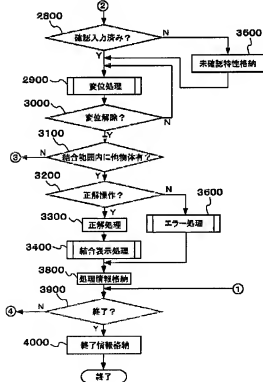 ②
2800
確認入力済み？
N
3500
未確認特性格納
Y
2900
変位処理
3000
変位解除？
N
Y
3100
③
N
結合範囲内に他物体有？
Y
3200
正解操作？
N
Y
3300
正解処理
3600
エラー処理
3400
結合表示処理
3800
処理情報格納
①
3900
④
N
終了？
Y
4000
終了情報格納
終了